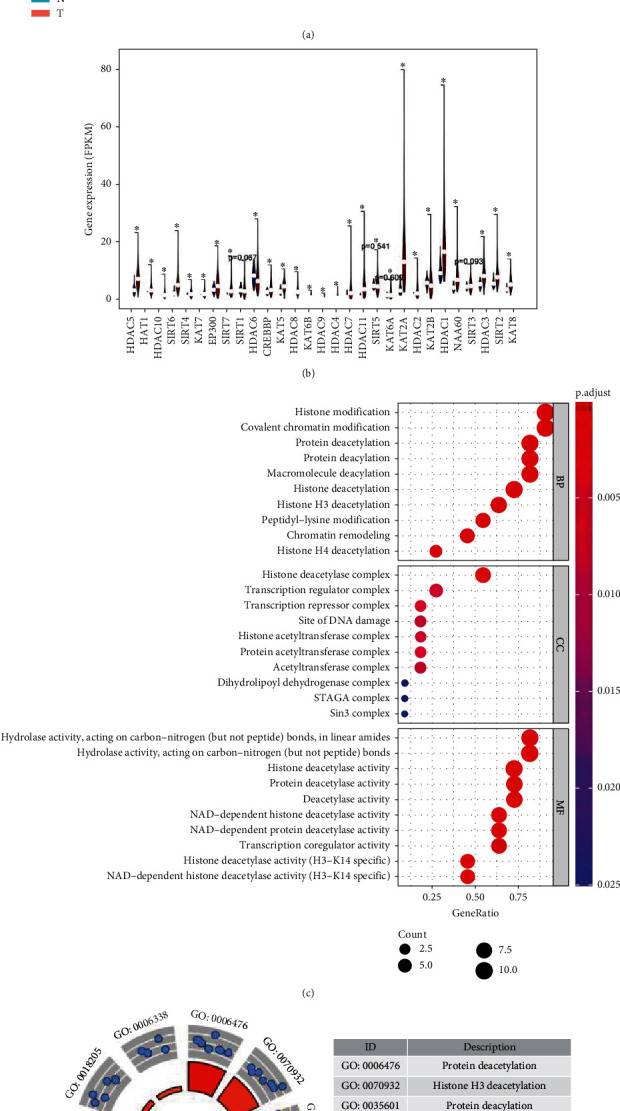 T
(a)
80
60
40
20
0
Gene expression (FPKM)
p=0.067
p=0.541
p=0.609
p=0.093
HDAC5
HAT1
HDAC10
SIRT6
SIRT4
KAT7
EP300
SIRT7
SIRT1
HDAC6
CREBBP
KAT5
HDAC8
KAT6B
HDAC9
HDAC4
HDAC7
HDAC11
SIRT5
KAT6A
KAT2A
HDAC2
KAT2B
HDAC1
NAA60
SIRT3
HDAC3
SIRT2
KAT8
(b)
p.adjust
0.005
0.010
0.015
0.020
0.025
Histone modification
Covalent chromatin modification
Protein deacetylation
Protein deacylation
Macromolecule deacylation
Histone deacetylation
Histone H3 deacetylation
Peptidyl−lysine modification
Chromatin remodeling
Histone H4 deacetylation
BP
Histone deacetylase complex
Transcription regulator complex
Transcription repressor complex
Site of DNA damage
Histone acetyltransferase complex
Protein acetyltransferase complex
Acetyltransferase complex
Dihydrolipoyl dehydrogenase complex
STAGA complex
Sin3 complex
CC
Hydrolase activity, acting on carbon−nitrogen (but not peptide) bonds, in linear amides
Hydrolase activity, acting on carbon−nitrogen (but not peptide) bonds
Histone deacetylase activity
Protein deacetylase activity
Deacetylase activity
NAD−dependent histone deacetylase activity
NAD−dependent protein deacetylase activity
Transcription coregulator activity
Histone deacetylase activity (H3−K14 specific)
NAD−dependent histone deacetylase activity (H3−K14 specific)
MF
0.25 0.50 0.75
GeneRatio
Count
2.5 7.5
5.0 10.0
(c)
GO: 0018205
GO: 0006338
GO: 0006476
GO: 0070932
ID Description
GO: 0006476 Protein deacetylation
GO: 0070932 Histone H3 deacetylation
GO: 0035601 Protein deacylation